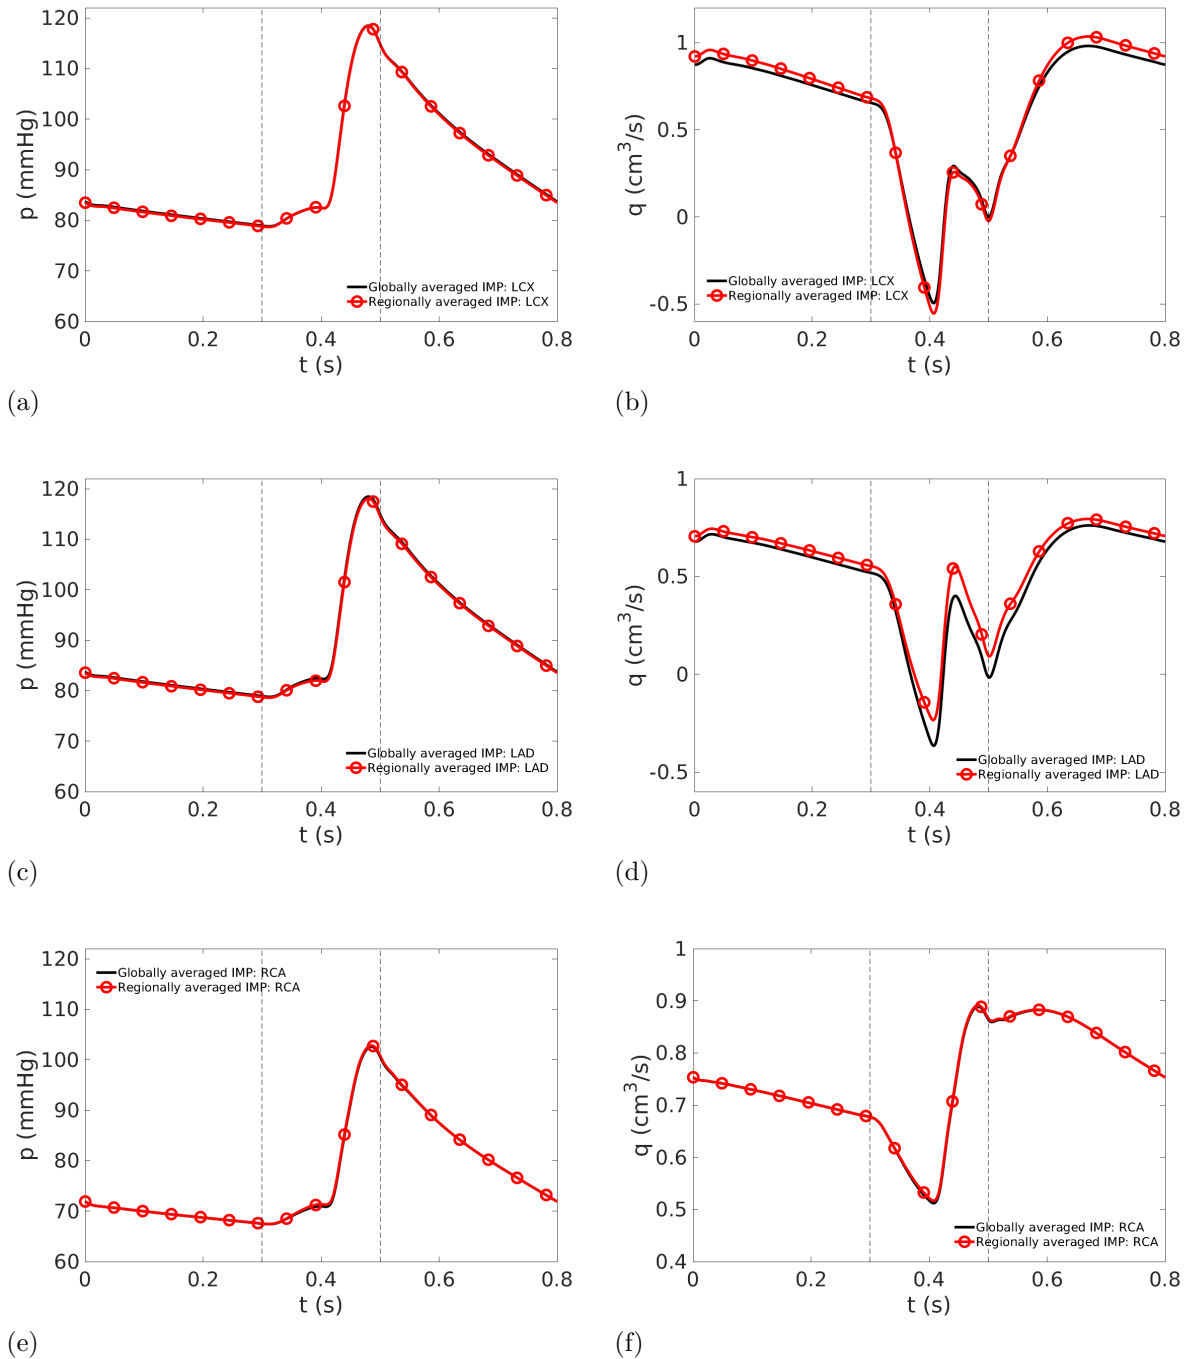 120
110
100
90
80
70
60
p (mmHg)
0 0.2 0.4 0.6 0.8
t (s)
Globally averaged IMP: LCX
Regionally averaged IMP: LCX
(a)
1
0.5
0
-0.5
q (cm³/s)
0 0.2 0.4 0.6 0.8
t (s)
Globally averaged IMP: LCX
Regionally averaged IMP: LCX
(b)
120
110
100
90
80
70
60
p (mmHg)
0 0.2 0.4 0.6 0.8
t (s)
Globally averaged IMP: LAD
Regionally averaged IMP: LAD
(c)
1
0.5
0
-0.5
q (cm³/s)
0 0.2 0.4 0.6 0.8
t (s)
Globally averaged IMP: LAD
Regionally averaged IMP: LAD
(d)
120
110
100
90
80
70
60
p (mmHg)
0 0.2 0.4 0.6 0.8
t (s)
Globally averaged IMP: RCA
Regionally averaged IMP: RCA
(e)
1
0.9
0.8
0.7
0.6
0.5
0.4
q (cm³/s)
0 0.2 0.4 0.6 0.8
t (s)
Globally averaged IMP: RCA
Regionally averaged IMP: RCA
(f)